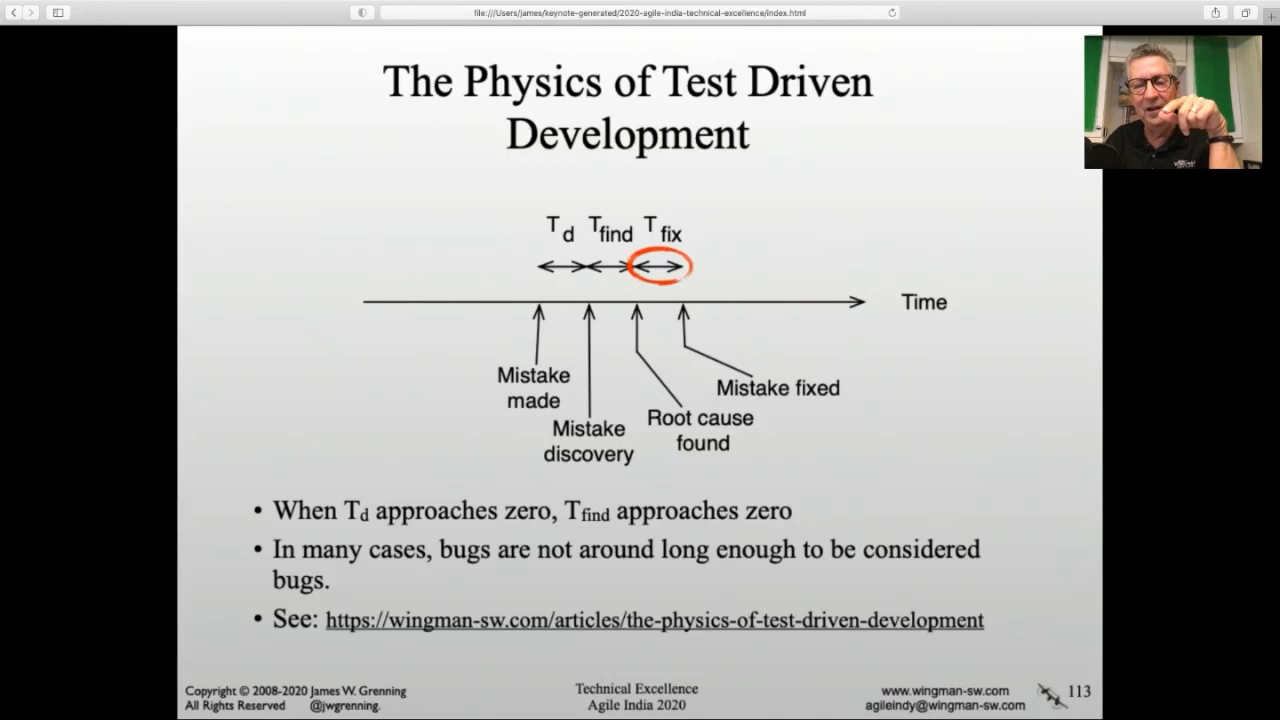 file:///Users/james/keynote-generated/2020-agile-india-technical-excellence/index.html
The Physics of Test Driven
Development
Td Tfind Tfix
Time
Mistake
made
Mistake
discovery
Root cause
found
Mistake fixed
• When Td approaches zero, Tfind approaches zero
• In many cases, bugs are not around long enough to be considered
bugs.
• See: https://wingman-sw.com/articles/the-physics-of-test-driven-development
Copyright © 2008-2020 James W. Grenning
All Rights Reserved @jwgrenning.
Technical Excellence
Agile India 2020
www.wingman-sw.com
agileindy@wingman-sw.com
113